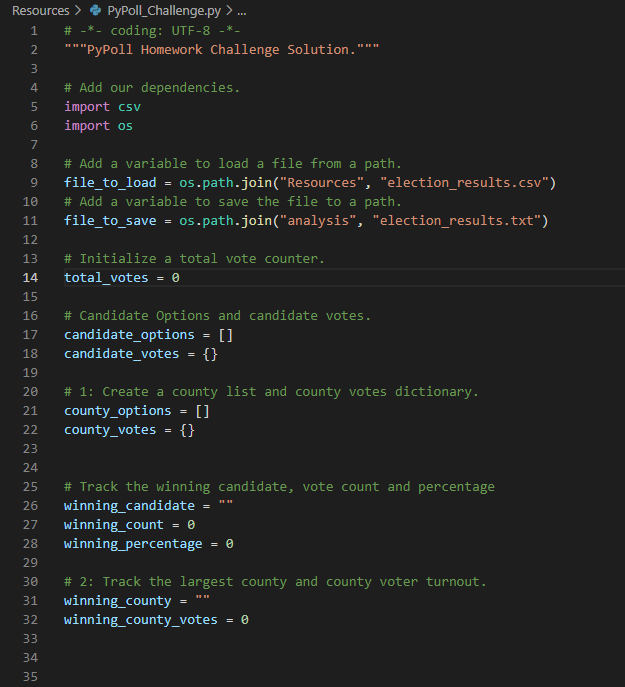 Resources > PyPoll_Challenge.py > ...
1 # -*- coding: UTF-8 -*-
2 """PyPoll Homework Challenge Solution."""
3
4 # Add our dependencies.
5 import csv
6 import os
7
8 # Add a variable to load a file from a path.
9 file_to_load = os.path.join("Resources", "election_results.csv")
10 # Add a variable to save the file to a path.
11 file_to_save = os.path.join("analysis", "election_results.txt")
12
13 # Initialize a total vote counter.
14 total_votes = 0
15
16 # Candidate Options and candidate votes.
17 candidate_options = []
18 candidate_votes = {}
19
20 # 1: Create a county list and county votes dictionary.
21 county_options = []
22 county_votes = {}
23
24
25 # Track the winning candidate, vote count and percentage
26 winning_candidate = ""
27 winning_count = 0
28 winning_percentage = 0
29
30 # 2: Track the largest county and county voter turnout.
31 winning_county = ""
32 winning_county_votes = 0
33
34
35